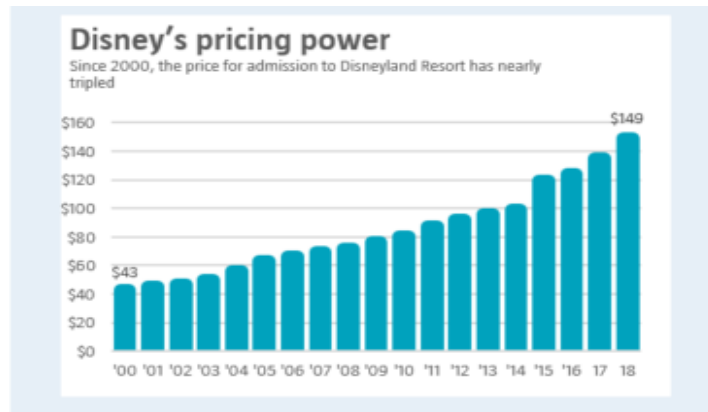 Disney's pricing power
Since 2000, the price for admission to Disneyland Resort has nearly
tripled
$160
$149
$140
$120
$100
$80
$60
$43
$40
$20
$0
'00 '01 '02 '03 '04 '05 '06 '07 '08 '09 '10 '11 '12 '13 '14 '15 '16 17 18